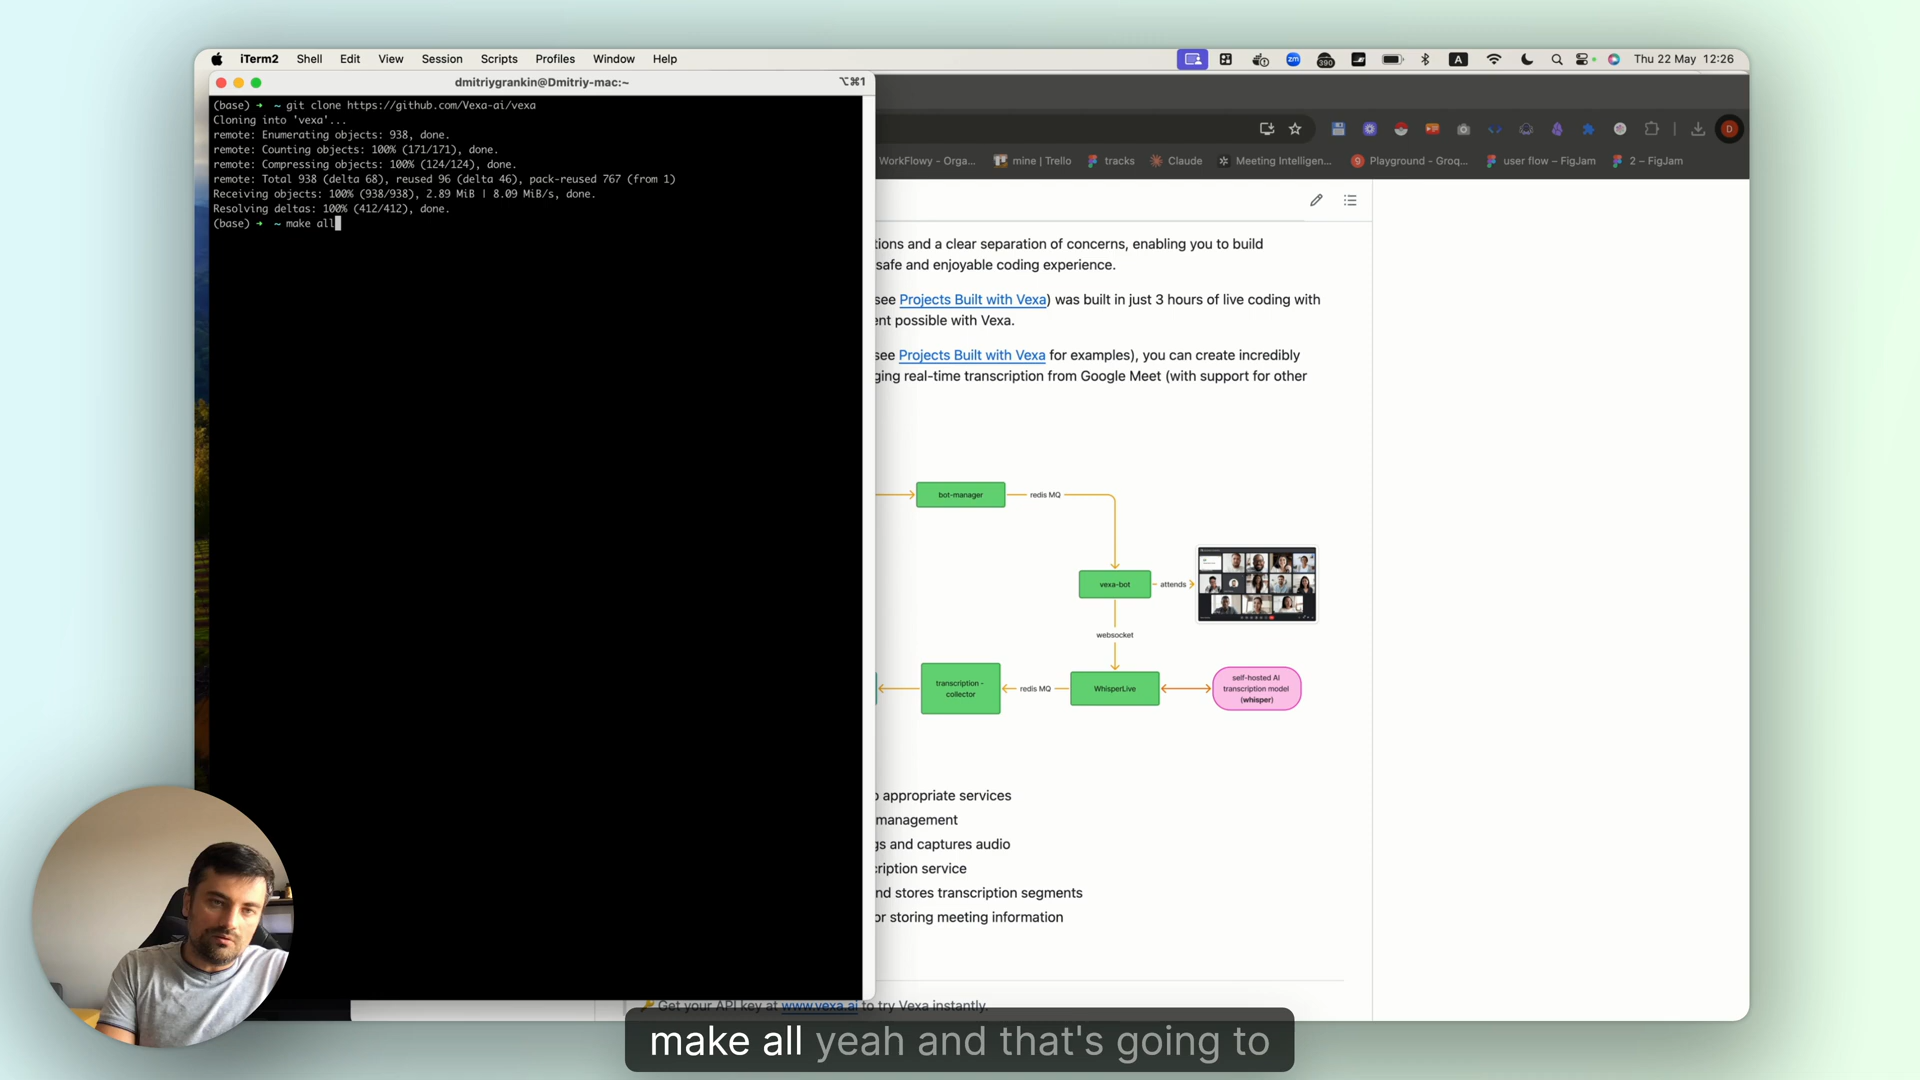 iTerm2 Shell Edit View Session Scripts Profiles Window Help
390 A Thu 22 May 12:26
dmitriygrankin@Dmitriy-mac:~ ⌥⌘1
(base) ➜ ~ git clone https://github.com/Vexa-ai/vexa
Cloning into 'vexa'...
remote: Enumerating objects: 938, done.
remote: Counting objects: 100% (171/171), done.
remote: Compressing objects: 100% (124/124), done.
remote: Total 938 (delta 68), reused 96 (delta 46), pack-reused 767 (from 1)
Receiving objects: 100% (938/938), 2.89 MiB | 8.09 MiB/s, done.
Resolving deltas: 100% (412/412), done.
(base) ➜ ~ make all
D
WorkFlowy - Orga... mine | Trello tracks Claude Meeting Intelligen... Playground - Groq... user flow – FigJam 2 – FigJam
tions and a clear separation of concerns, enabling you to build
safe and enjoyable coding experience.
see Projects Built with Vexa) was built in just 3 hours of live coding with
ent possible with Vexa.
see Projects Built with Vexa for examples), you can create incredibly
ging real-time transcription from Google Meet (with support for other
bot-manager
redis MQ
vexa-bot
attends
websocket
transcription -
collector
redis MQ
WhisperLive
self-hosted AI
transcription model
(whisper)
o appropriate services
management
gs and captures audio
cription service
nd stores transcription segments
or storing meeting information
Get your API key at www.vexa.ai to try Vexa instantly.
make all yeah and that's going to